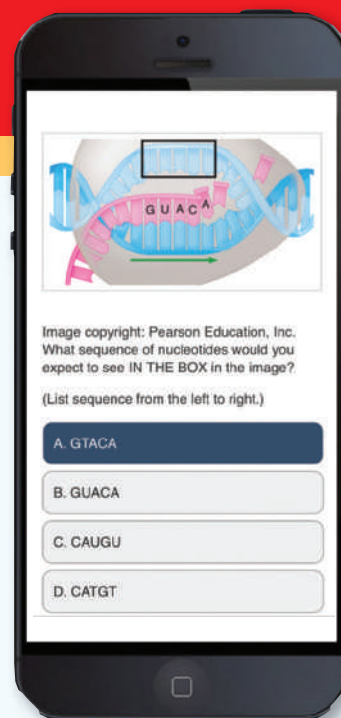 GUACA
Image copyright: Pearson Education, Inc.
What sequence of nucleotides would you
expect to see IN THE BOX in the image?
(List sequence from the left to right.)
A. GTACA
B. GUACA
C. CAUGU
D. CATGT